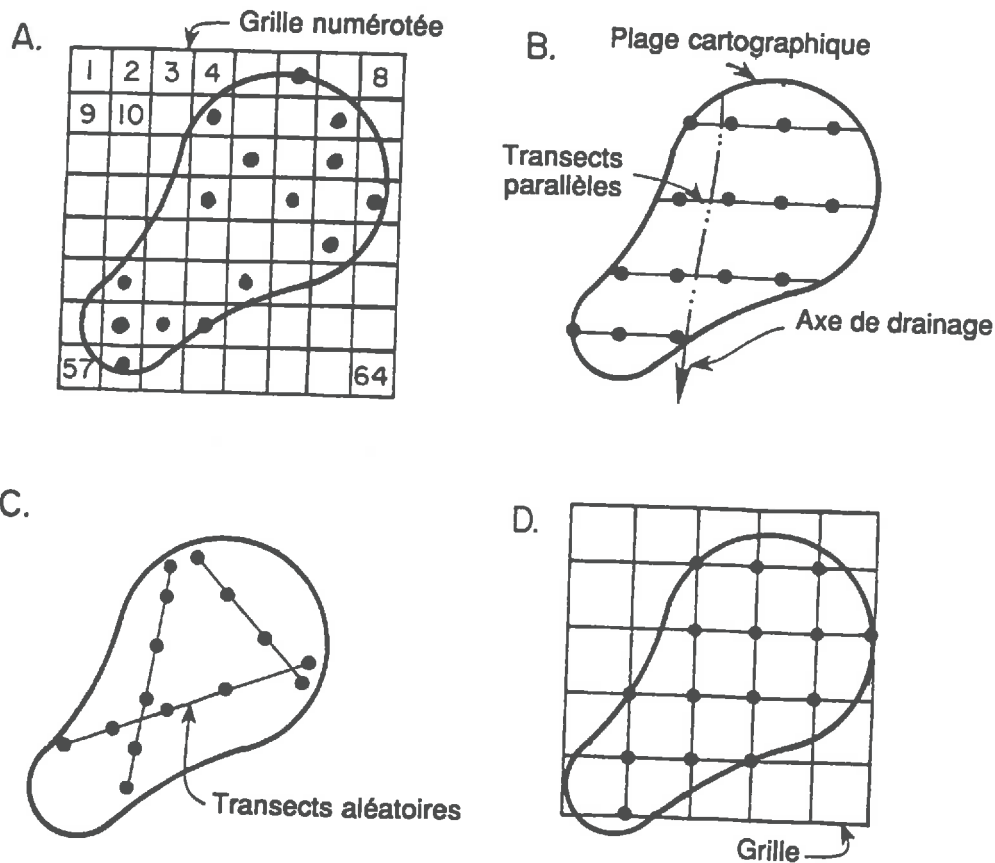 A.
Grille numérotée
1 2 3 4 8
9 10
57 64
B.
Plage cartographique
Transects
parallèles
Axe de drainage
C.
Transects aléatoires
D.
Grille